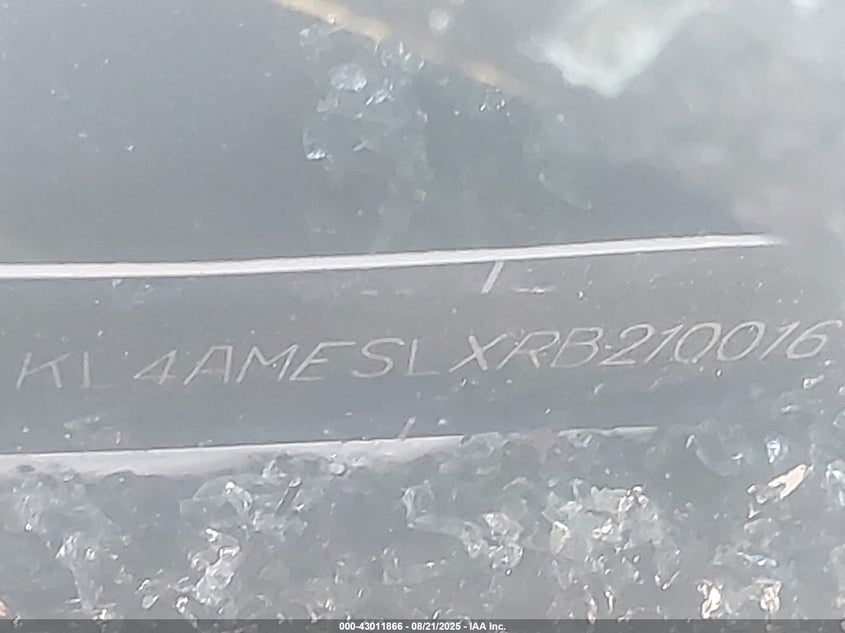 KL4AMESLXRB210016
000-43011866 - 08/21/2025 - IAA Inc.